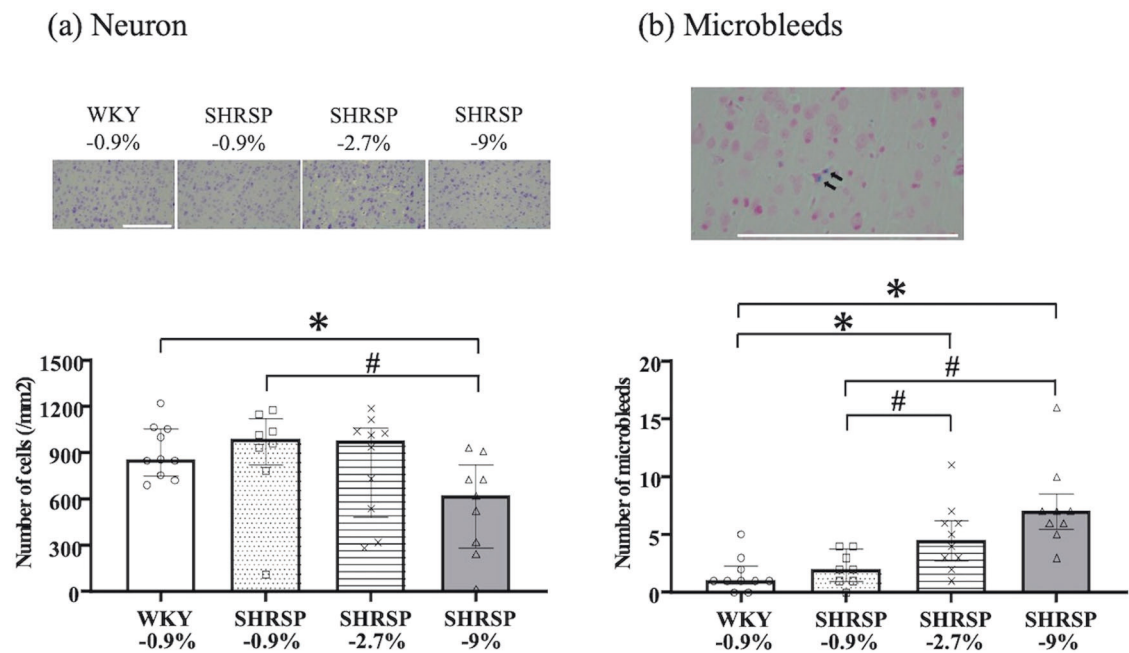 (a) Neuron
WKY
-0.9%
SHRSP
-0.9%
SHRSP
-2.7%
SHRSP
-9%
*
#
Number of cells (/mm2)
1500
1200
900
600
300
0
WKY
-0.9%
SHRSP
-0.9%
SHRSP
-2.7%
SHRSP
-9%
(b) Microbleeds
*
*
#
#
Number of microbleeds
20
15
10
5
0
WKY
-0.9%
SHRSP
-0.9%
SHRSP
-2.7%
SHRSP
-9%